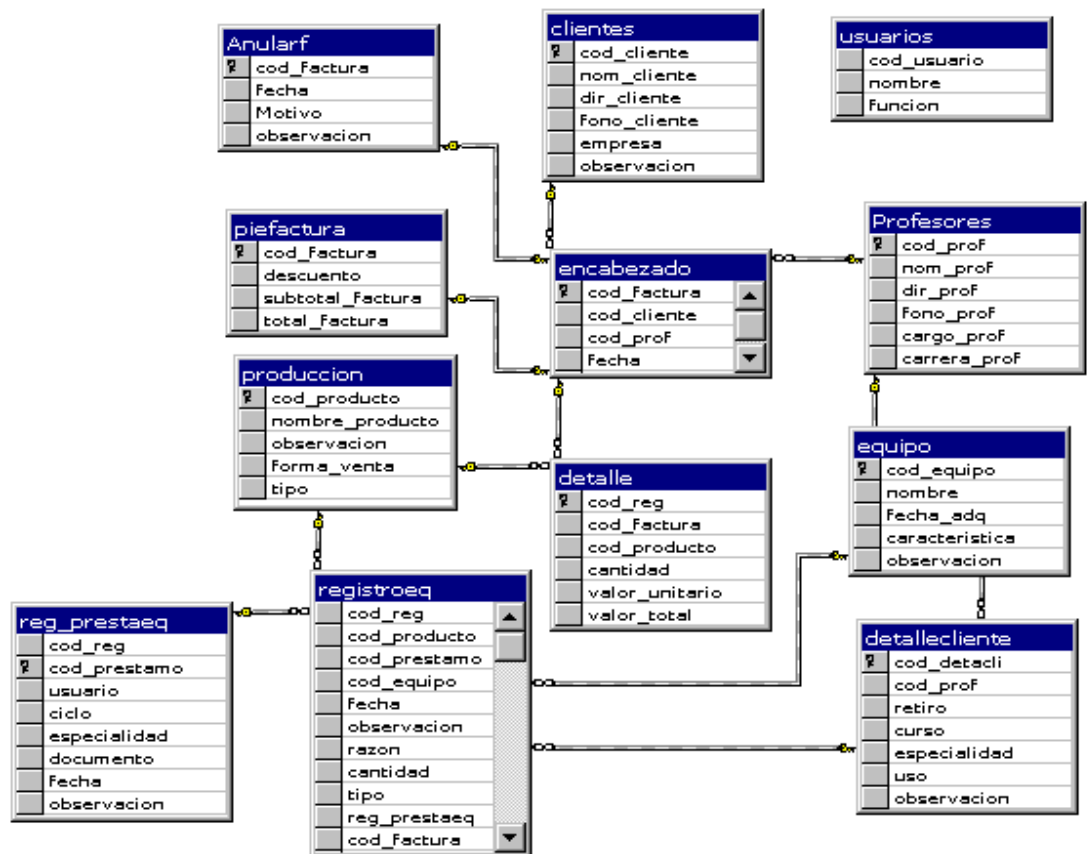 Anularf
cod_Factura
Fecha
Motivo
observacion
clientes
cod_cliente
nom_cliente
dir_cliente
Fono_cliente
empresa
observacion
usuarios
cod_usuario
nombre
Funcion
piefactura
cod_Factura
descuento
subtotal_Factura
total_Factura
encabezado
cod_Factura
cod_cliente
cod_proF
Fecha
Profesores
cod_proF
nom_proF
dir_proF
Fono_proF
cargo_proF
carrera_proF
produccion
cod_producto
nombre_producto
observacion
Forma_venta
tipo
detalle
cod_reg
cod_Factura
cod_producto
cantidad
valor_unitario
valor_total
equipo
cod_equipo
nombre
Fecha_adq
caracteristica
observacion
reg_prestaeq
cod_reg
cod_prestamo
usuario
ciclo
especialidad
documento
Fecha
observacion
registroeq
cod_reg
cod_producto
cod_prestamo
cod_equipo
Fecha
observacion
razon
cantidad
tipo
reg_prestaeq
cod_Factura
detallecliente
cod_detacli
cod_proF
retiro
curso
especialidad
uso
observacion